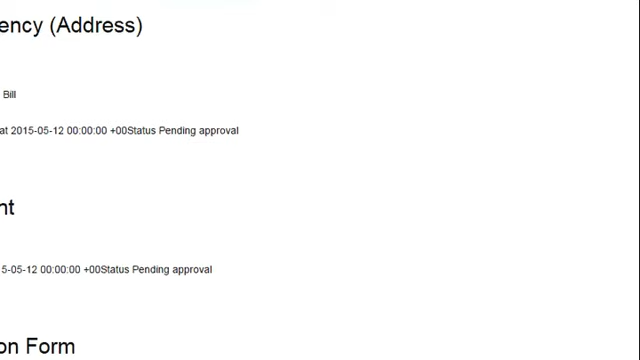 ency (Address)
Bill
at 2015-05-12 00:00:00 +00Status Pending approval
nt
5-05-12 00:00:00 +00Status Pending approval
on Form